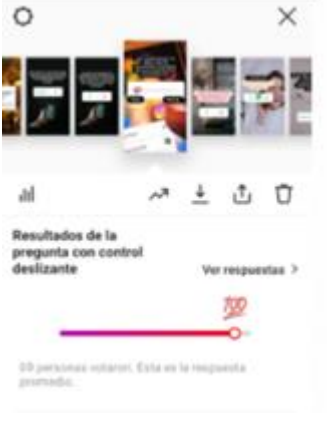 Resultados de la
pregunta con control
deslizante
Ver respuestas >
💯
personas votaron. Esta es la respuesta
promedio.